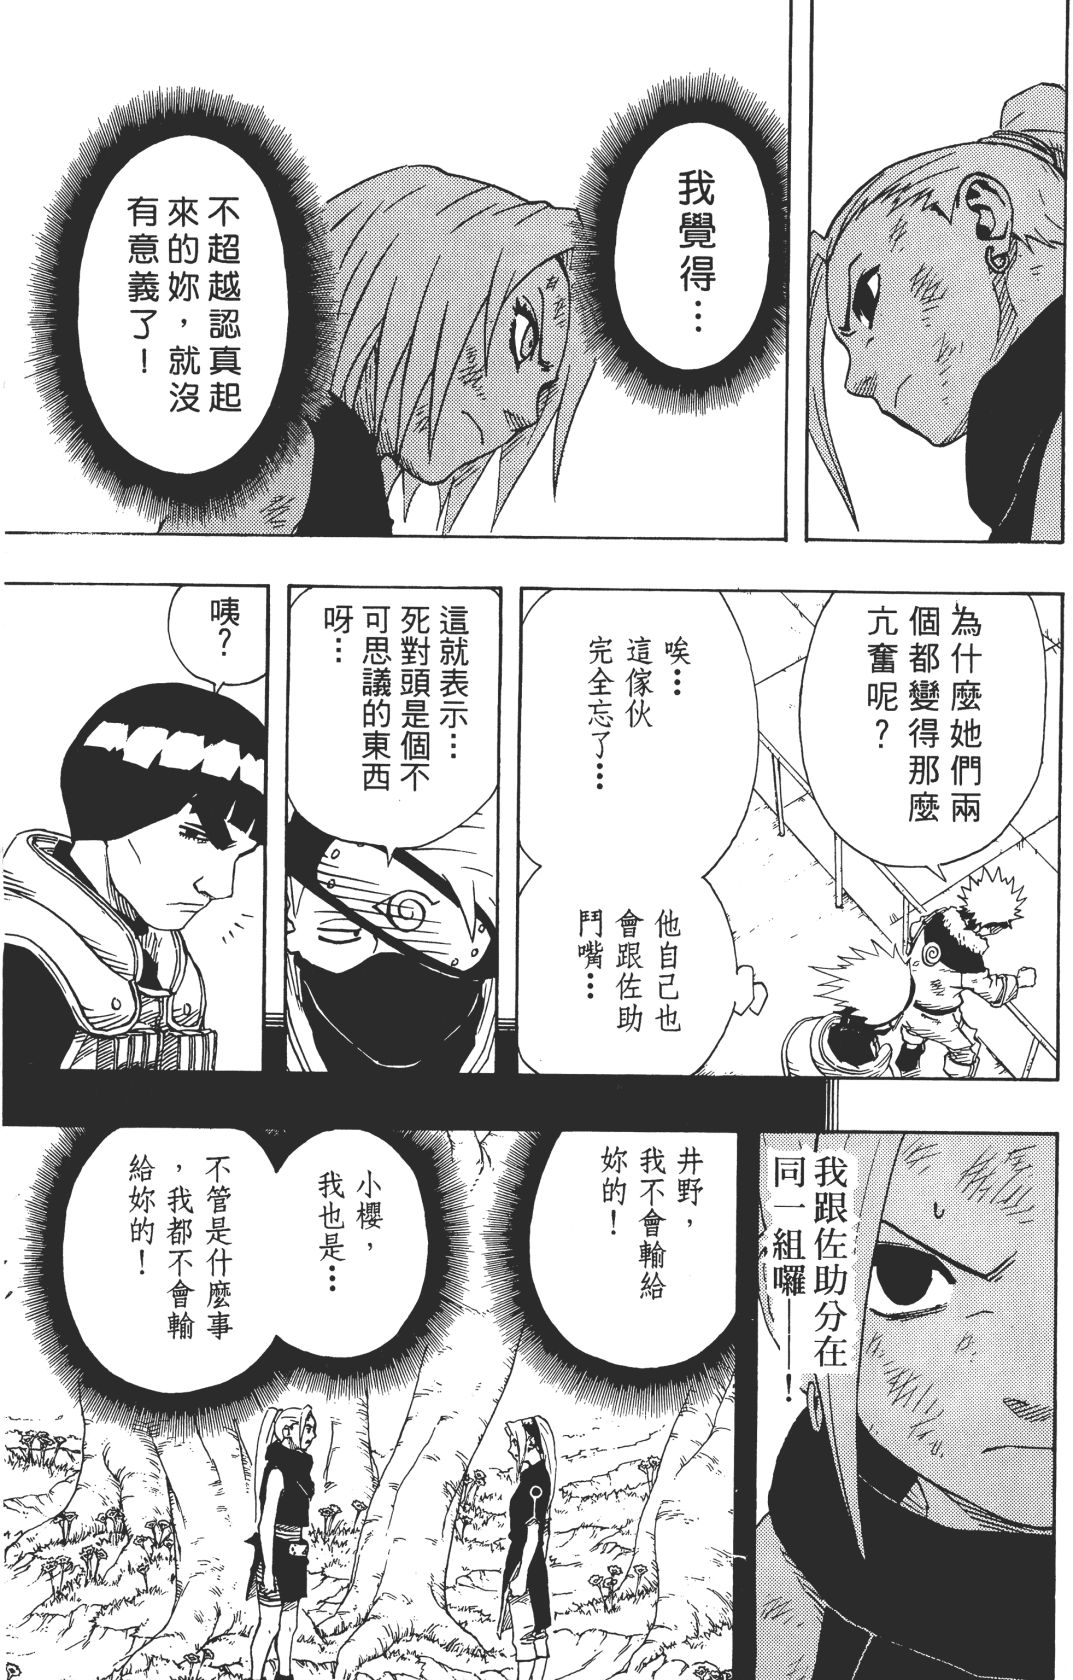 我覺得…
不超越認真起
來的妳，就沒
有意義了！
為什麼她們兩
個都變得那麼
亢奮呢？
唉…
這傢伙
完全忘了…
他自己也
會跟佐助
鬥嘴…
這就表示…
死對頭是個不
可思議的東西
呀…
咦？
我跟佐助分在
同一組囉——！
井野，
我不會輸給
妳的！
小櫻，
我也是…
不管是什麼事
，我都不會輸
給妳的！